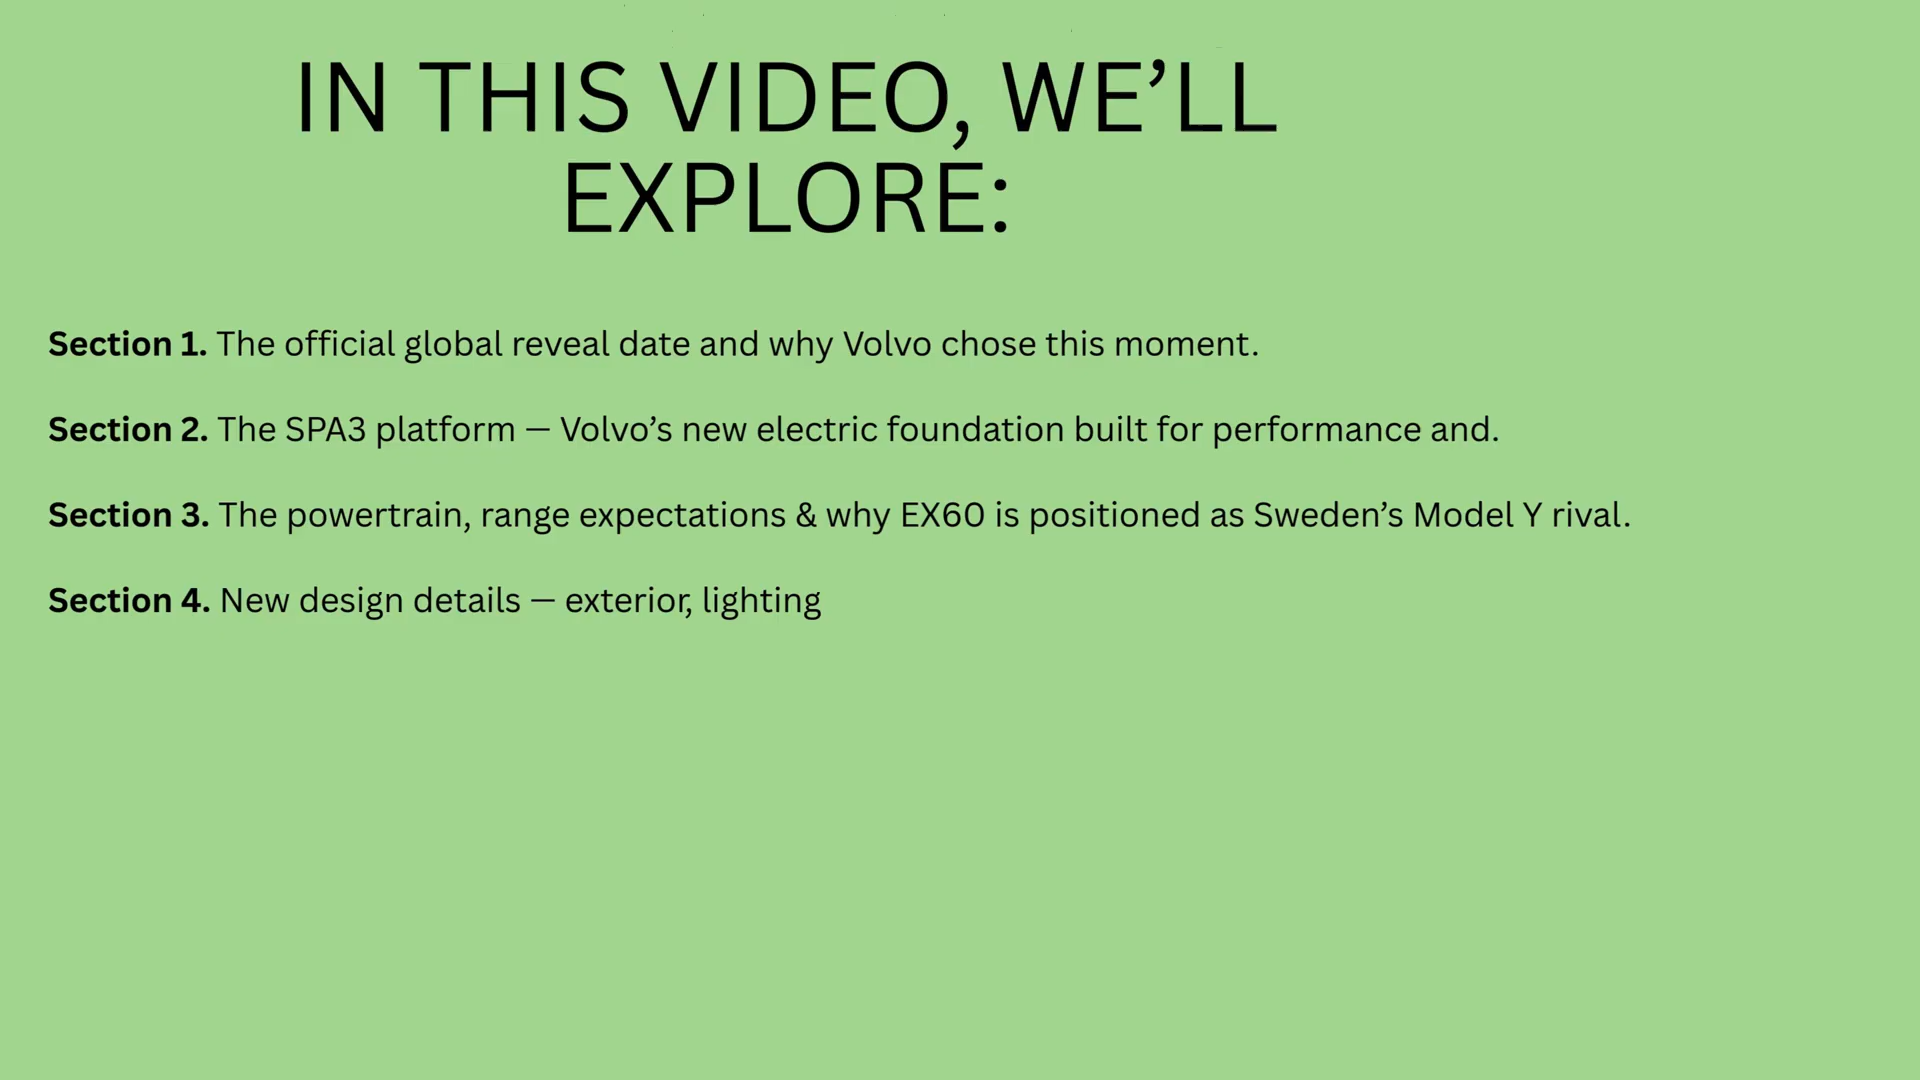 IN THIS VIDEO, WE’LL
EXPLORE:
Section 1. The official global reveal date and why Volvo chose this moment.
Section 2. The SPA3 platform — Volvo’s new electric foundation built for performance and.
Section 3. The powertrain, range expectations & why EX60 is positioned as Sweden’s Model Y rival.
Section 4. New design details — exterior, lighting